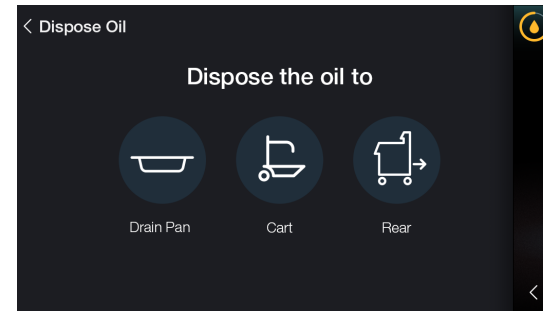 Dispose Oil
Dispose the oil to
Drain Pan
Cart
Rear